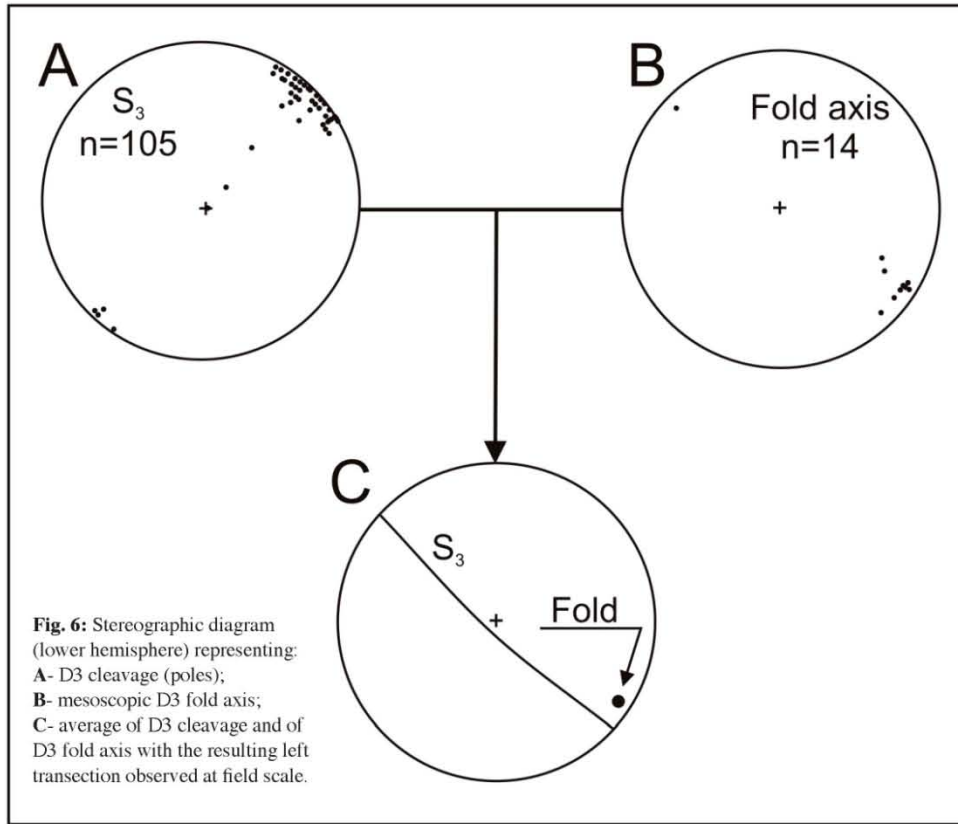 A
S₃
n=105
B
Fold axis
n=14
C
S₃
Fold
Fig. 6: Stereographic diagram
(lower hemisphere) representing:
A- D3 cleavage (poles);
B- mesoscopic D3 fold axis;
C- average of D3 cleavage and of
D3 fold axis with the resulting left
transection observed at field scale.